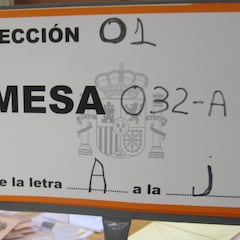 ECCIÓN 01
MESA 032-A
e la letra A a la j